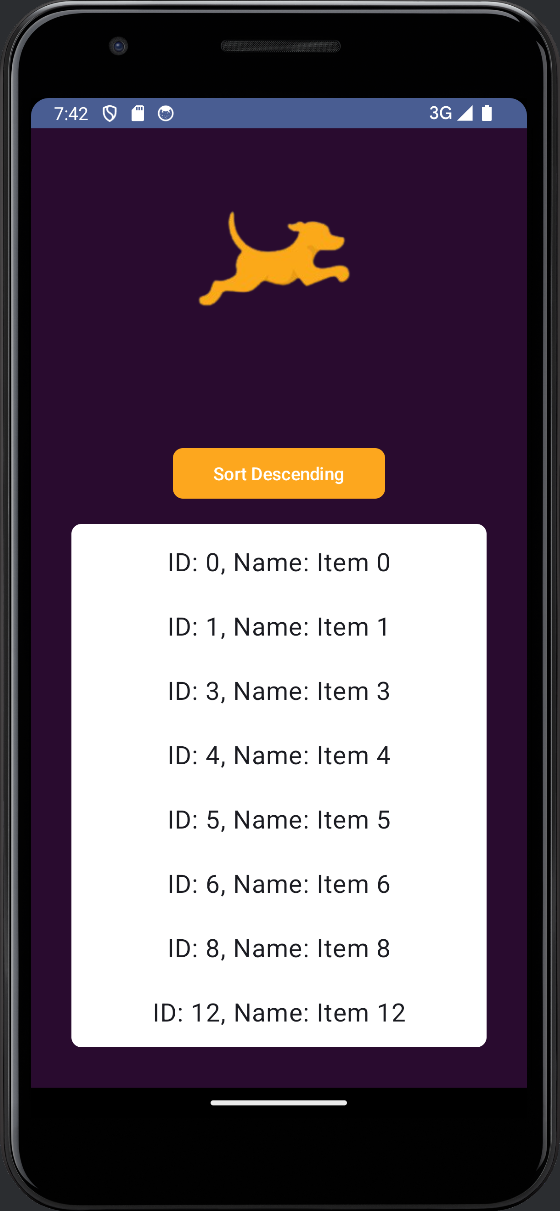 7:42 3G
Sort Descending
ID: 0, Name: Item 0
ID: 1, Name: Item 1
ID: 3, Name: Item 3
ID: 4, Name: Item 4
ID: 5, Name: Item 5
ID: 6, Name: Item 6
ID: 8, Name: Item 8
ID: 12, Name: Item 12